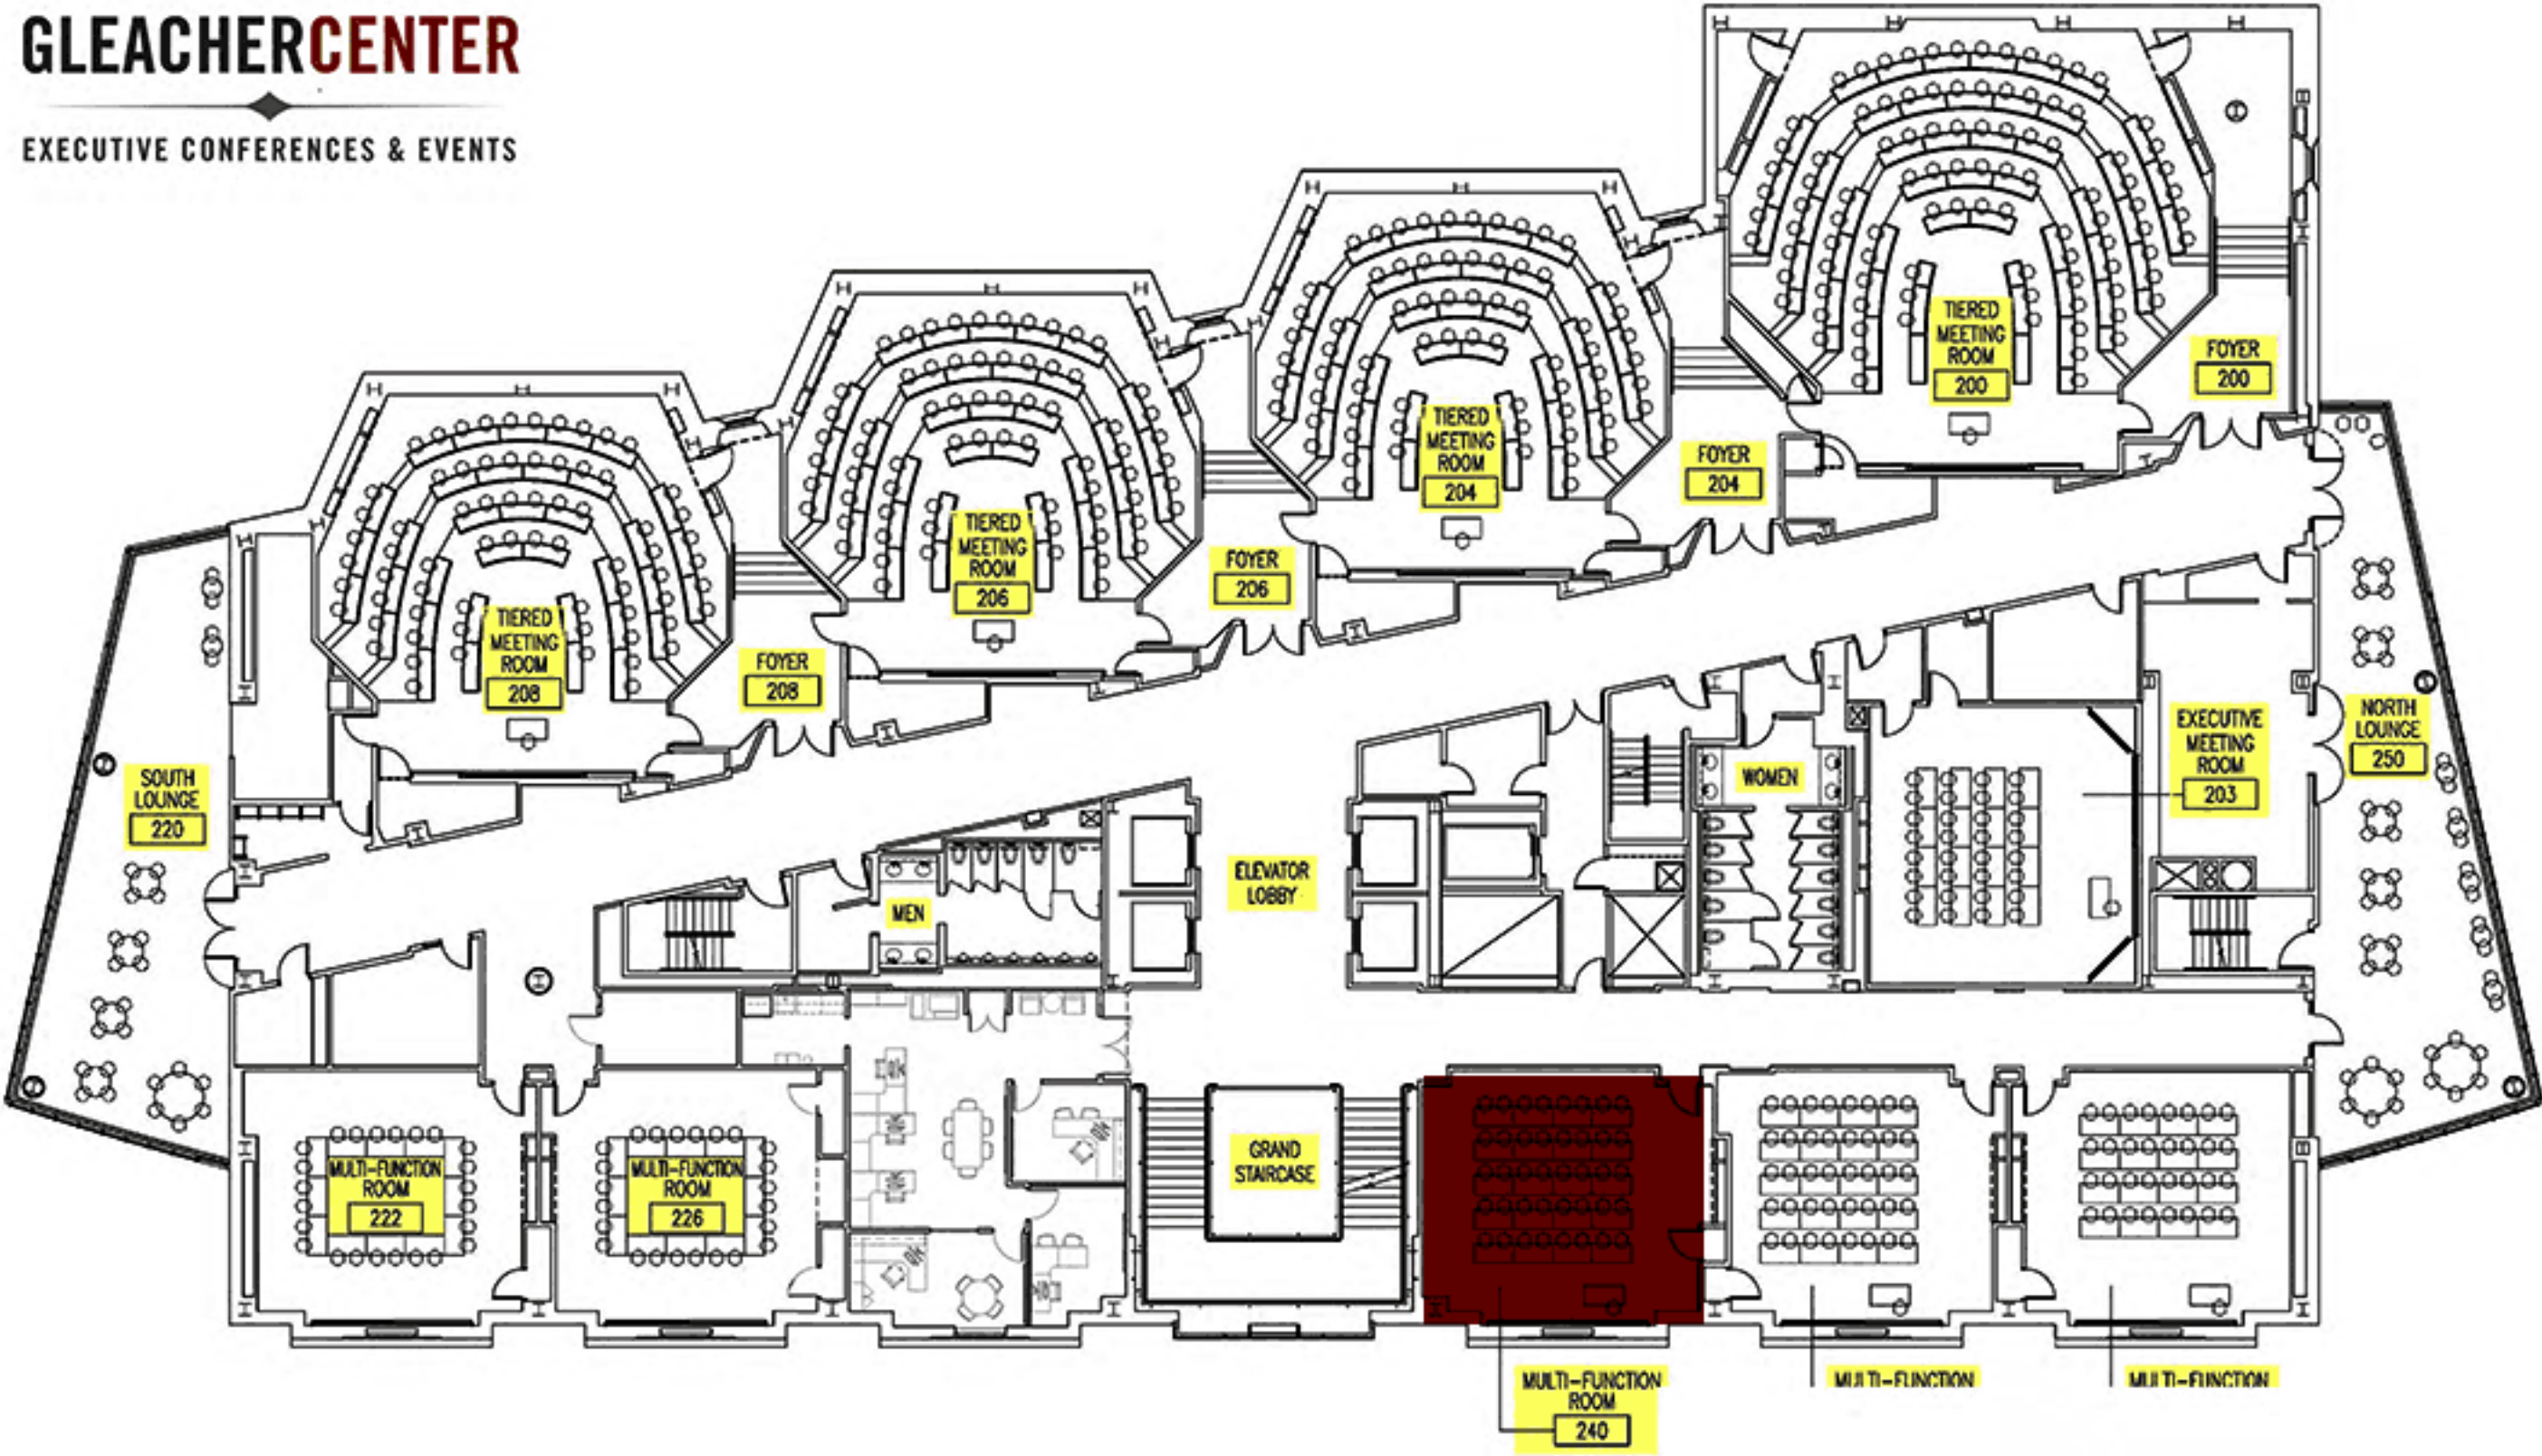 GLEACHERCENTER
EXECUTIVE CONFERENCES & EVENTS
TIERED
MEETING
ROOM
200
FOYER
200
TIERED
MEETING
ROOM
204
FOYER
204
TIERED
MEETING
ROOM
206
FOYER
206
TIERED
MEETING
ROOM
208
FOYER
208
SOUTH
LOUNGE
220
NORTH
LOUNGE
250
EXECUTIVE
MEETING
ROOM
203
WOMEN
MEN
ELEVATOR
LOBBY
MULTI-FUNCTION
ROOM
222
MULTI-FUNCTION
ROOM
226
GRAND
STAIRCASE
MULTI-FUNCTION
ROOM
240
MULTI-FUNCTION
MULTI-FUNCTION